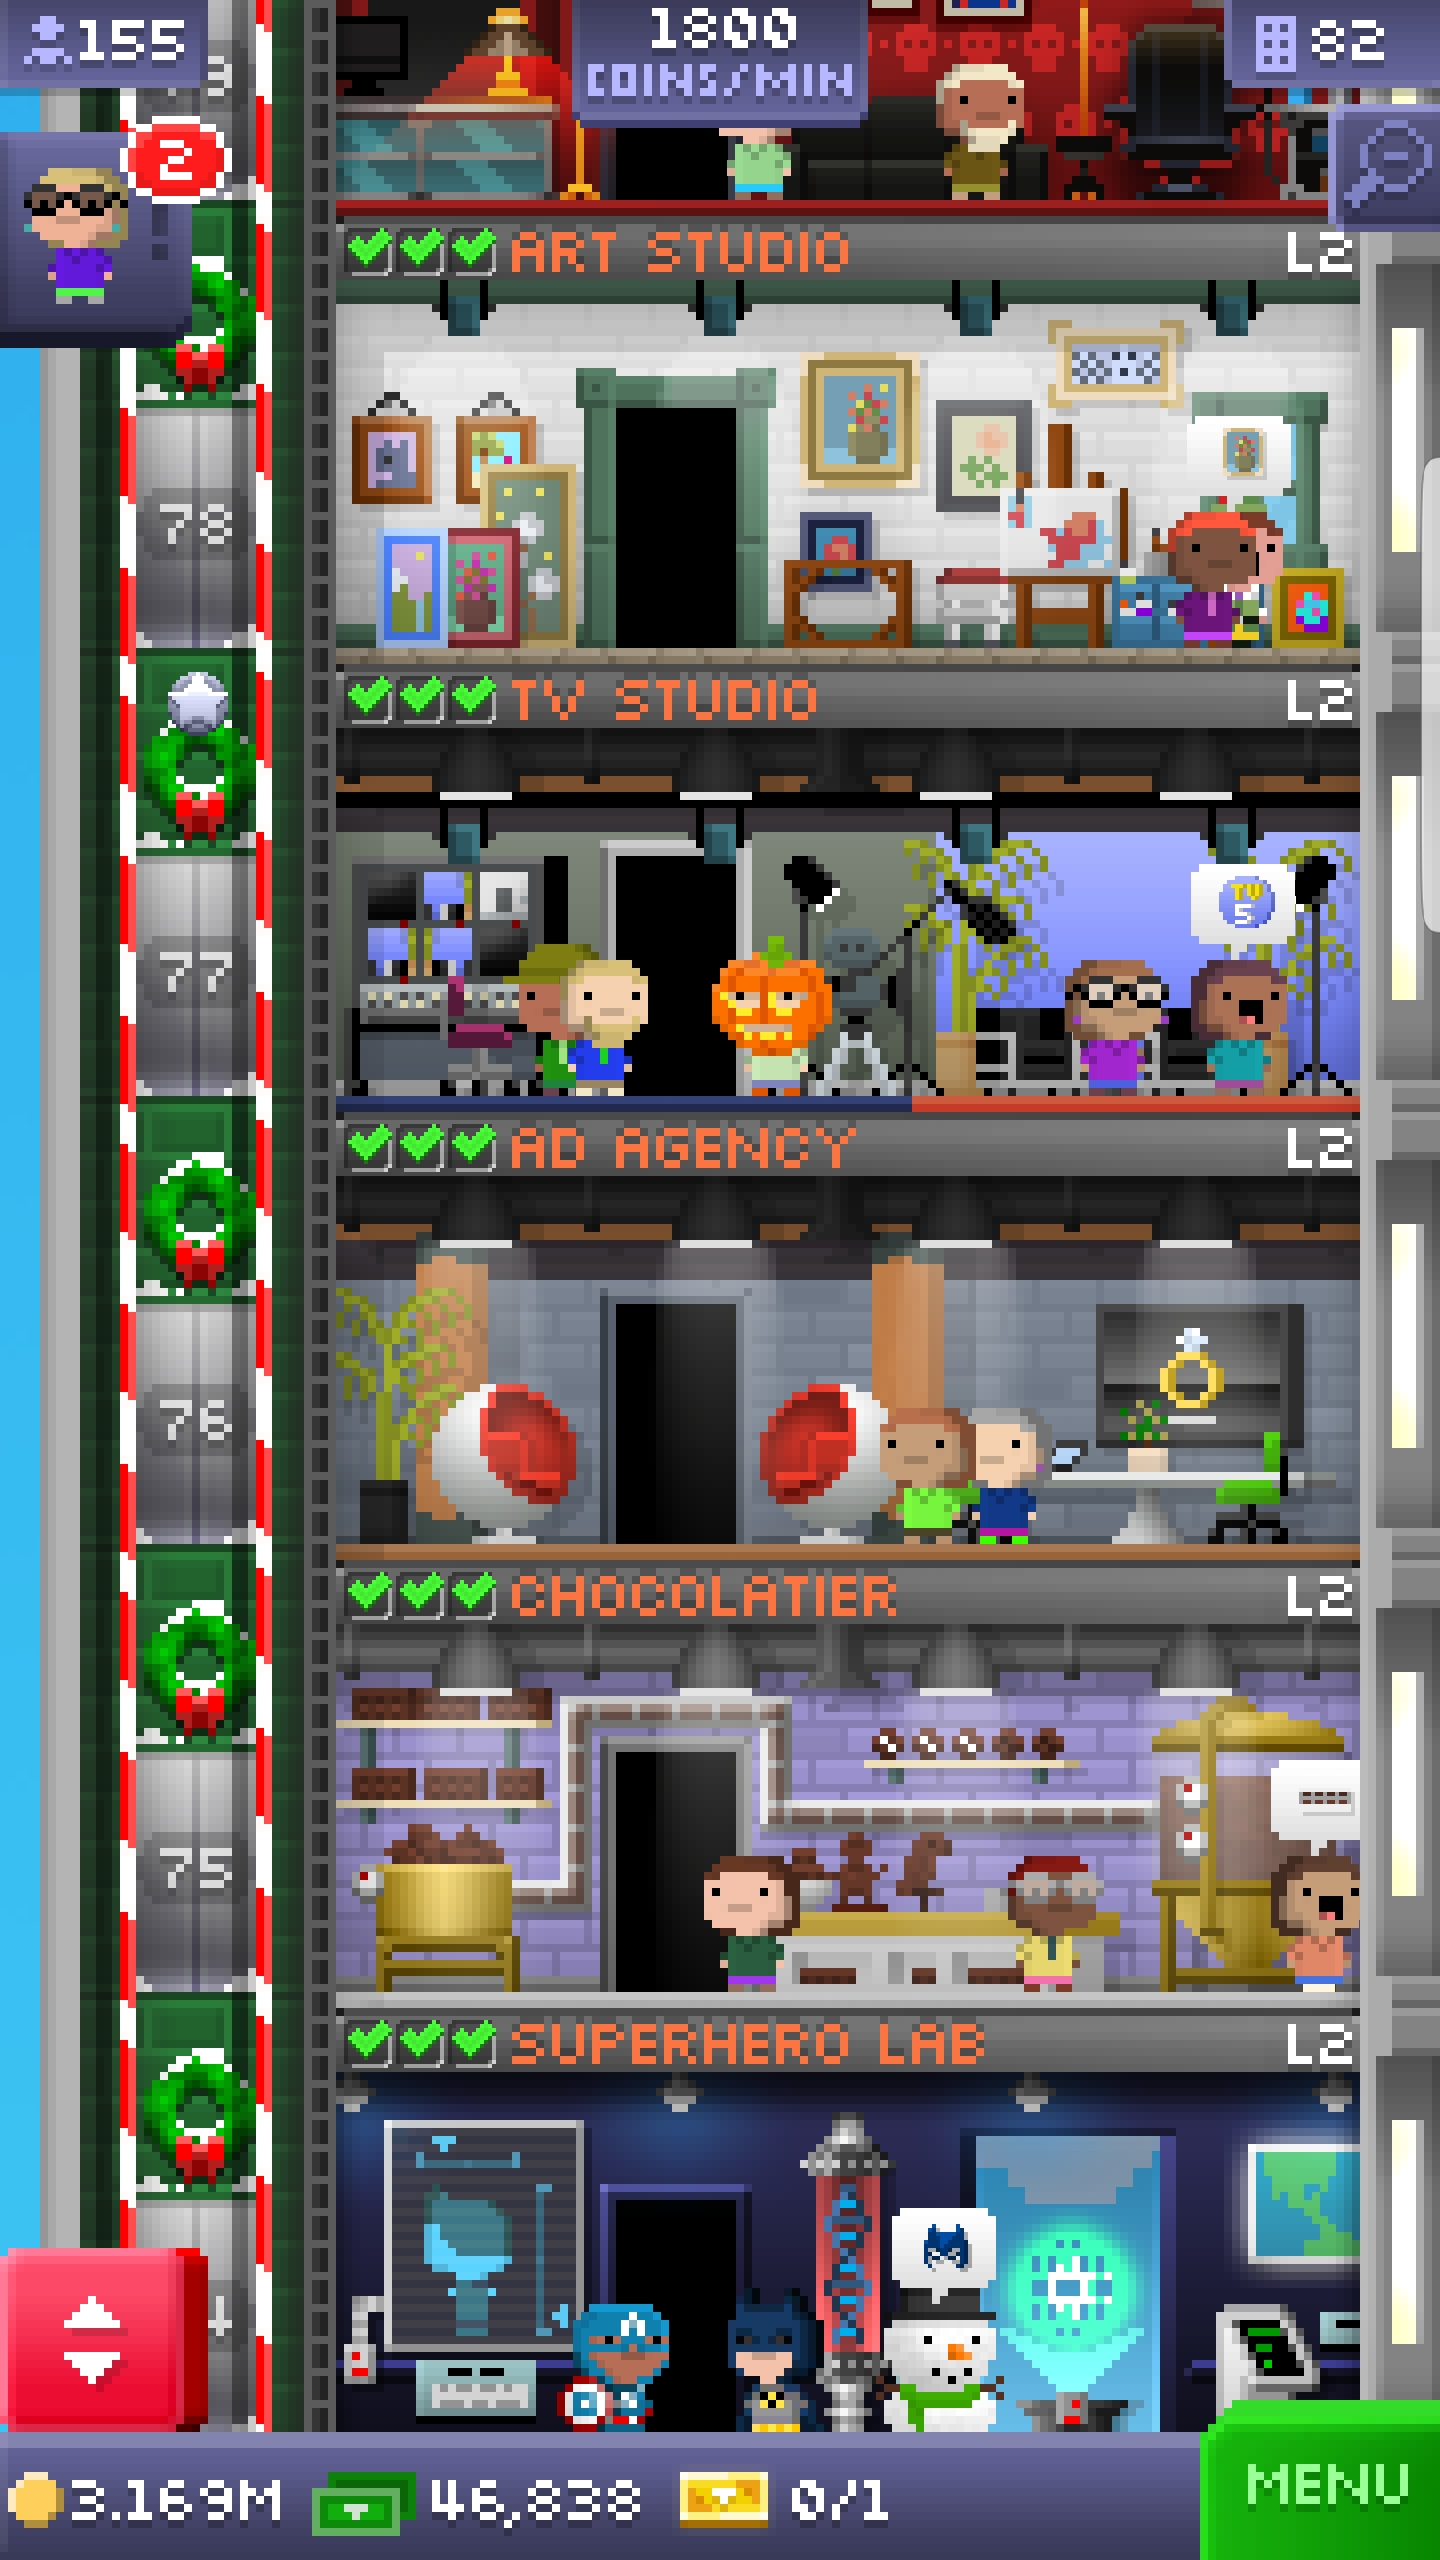 155
1800
COINS/MIN
82
2
ART STUDIO L2
78
TV STUDIO L2
TV
5
77
AD AGENCY L2
76
CHOCOLATIER L2
75
SUPERHERO LAB L2
A
3.169M 46,838 0/1
MENU